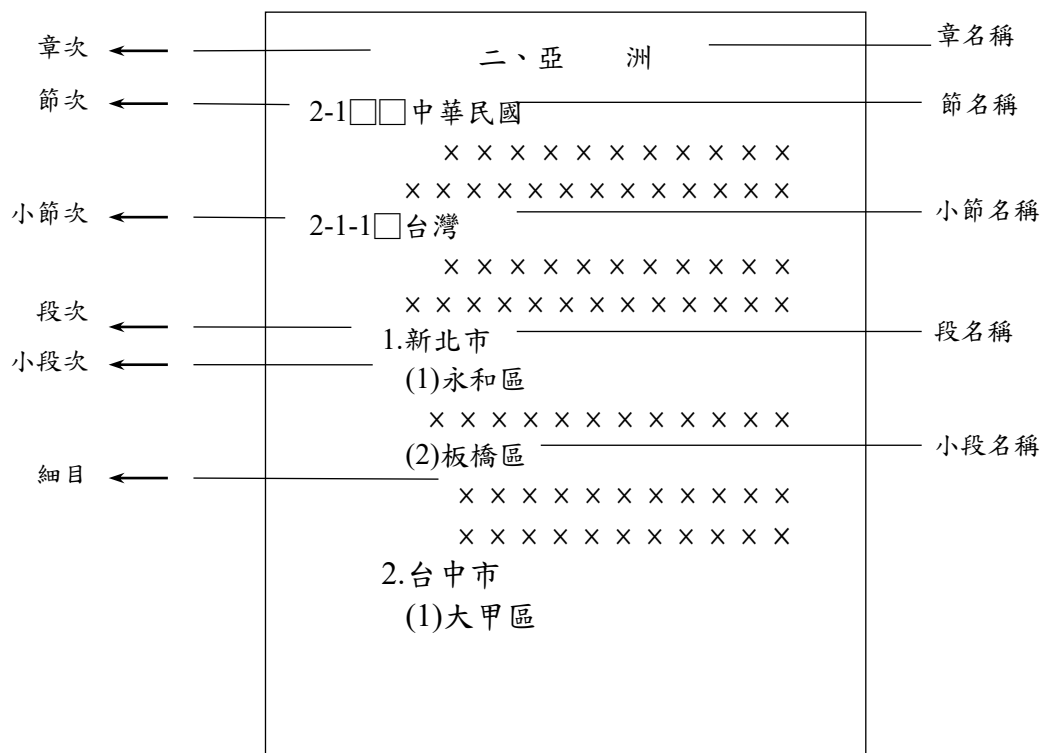 章次 二、亞 洲 章名稱
節次 2-1□□中華民國 節名稱
× × × × × × × × × × ×
× × × × × × × × × × × ×
小節次 2-1-1□台灣 小節名稱
× × × × × × × × × × ×
× × × × × × × × × × × ×
段次 1.新北市 段名稱
小段次 (1)永和區
× × × × × × × × × × × ×
(2)板橋區 小段名稱
細目 × × × × × × × × × × ×
× × × × × × × × × × ×
2.台中市
(1)大甲區